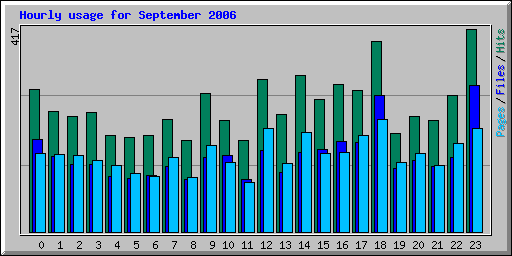 Hourly usage for September 2006
417
Pages / Files / Hits
0 1 2 3 4 5 6 7 8 9 10 11 12 13 14 15 16 17 18 19 20 21 22 23